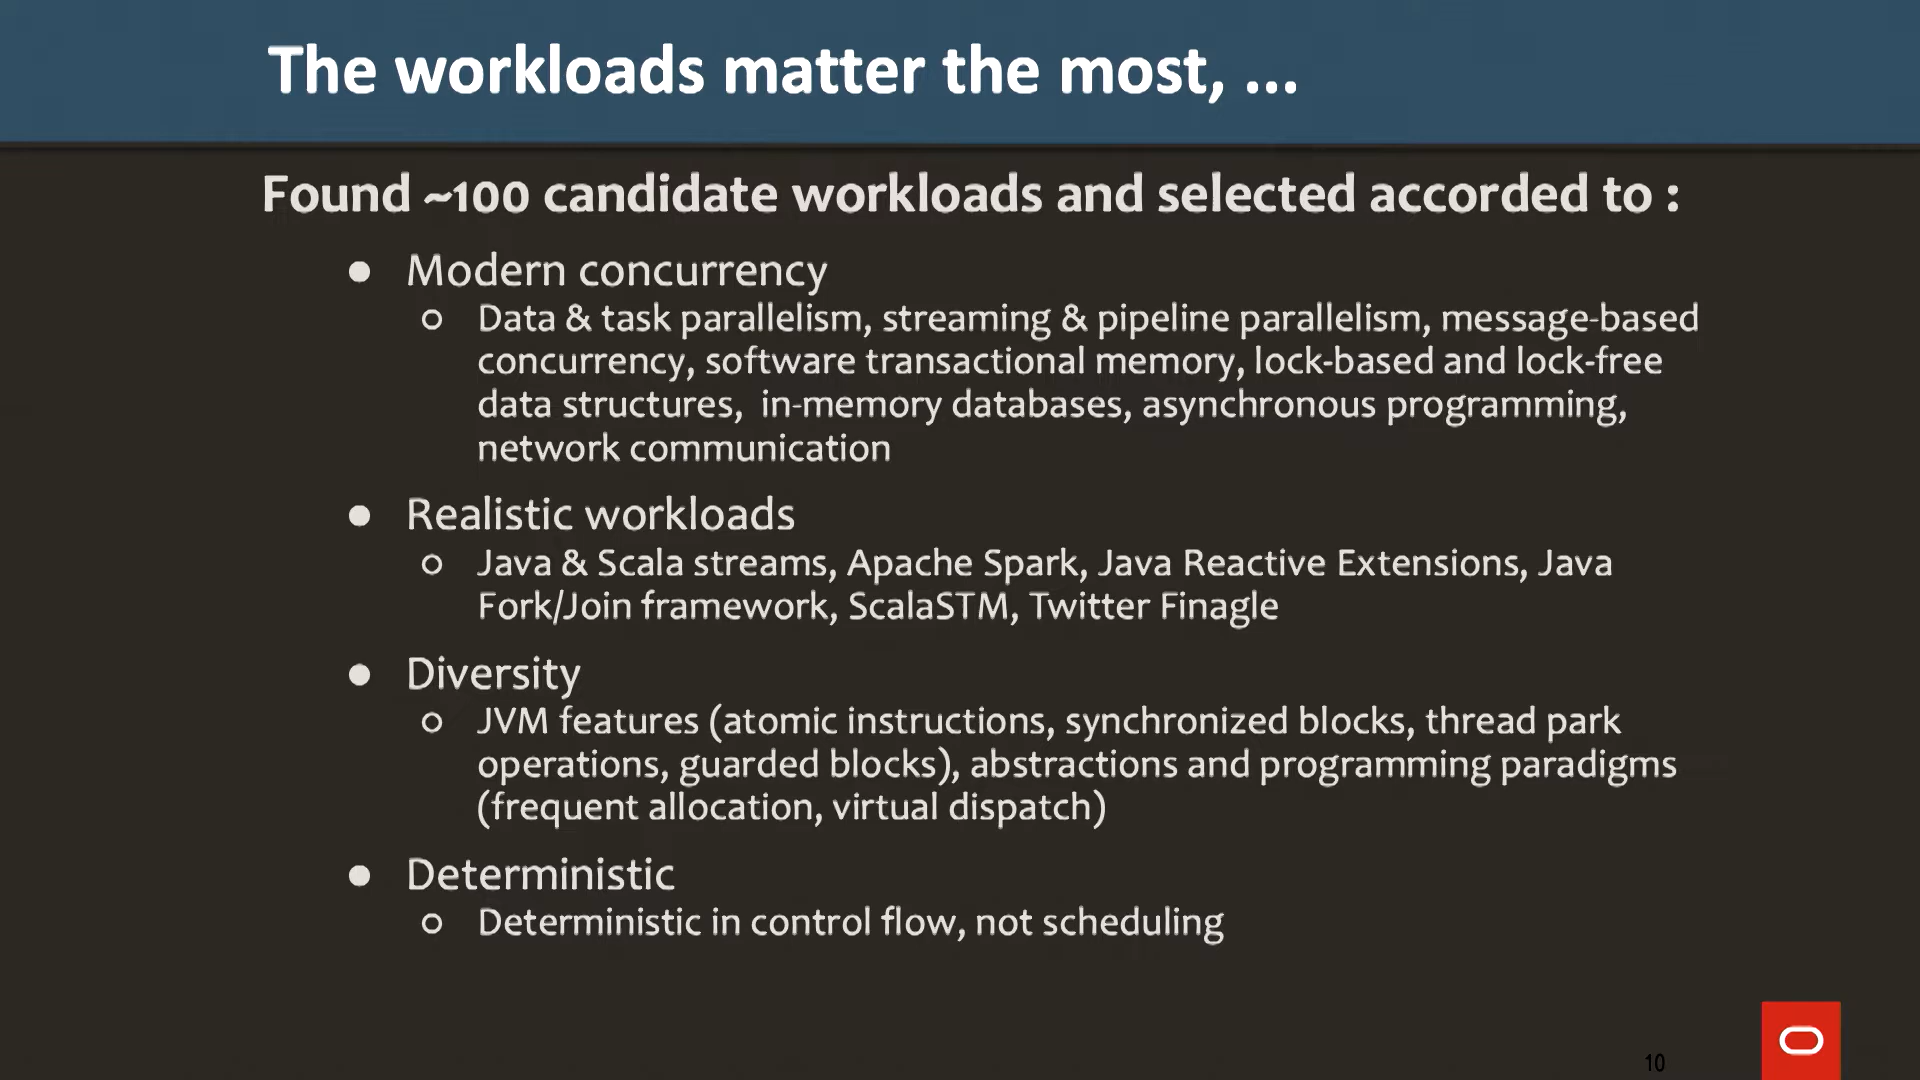 The workloads matter the most, ...
Found ~100 candidate workloads and selected accorded to :
● Modern concurrency
○ Data & task parallelism, streaming & pipeline parallelism, message-based
concurrency, software transactional memory, lock-based and lock-free
data structures, in-memory databases, asynchronous programming,
network communication
● Realistic workloads
○ Java & Scala streams, Apache Spark, Java Reactive Extensions, Java
Fork/Join framework, ScalaSTM, Twitter Finagle
● Diversity
○ JVM features (atomic instructions, synchronized blocks, thread park
operations, guarded blocks), abstractions and programming paradigms
(frequent allocation, virtual dispatch)
● Deterministic
○ Deterministic in control flow, not scheduling
10